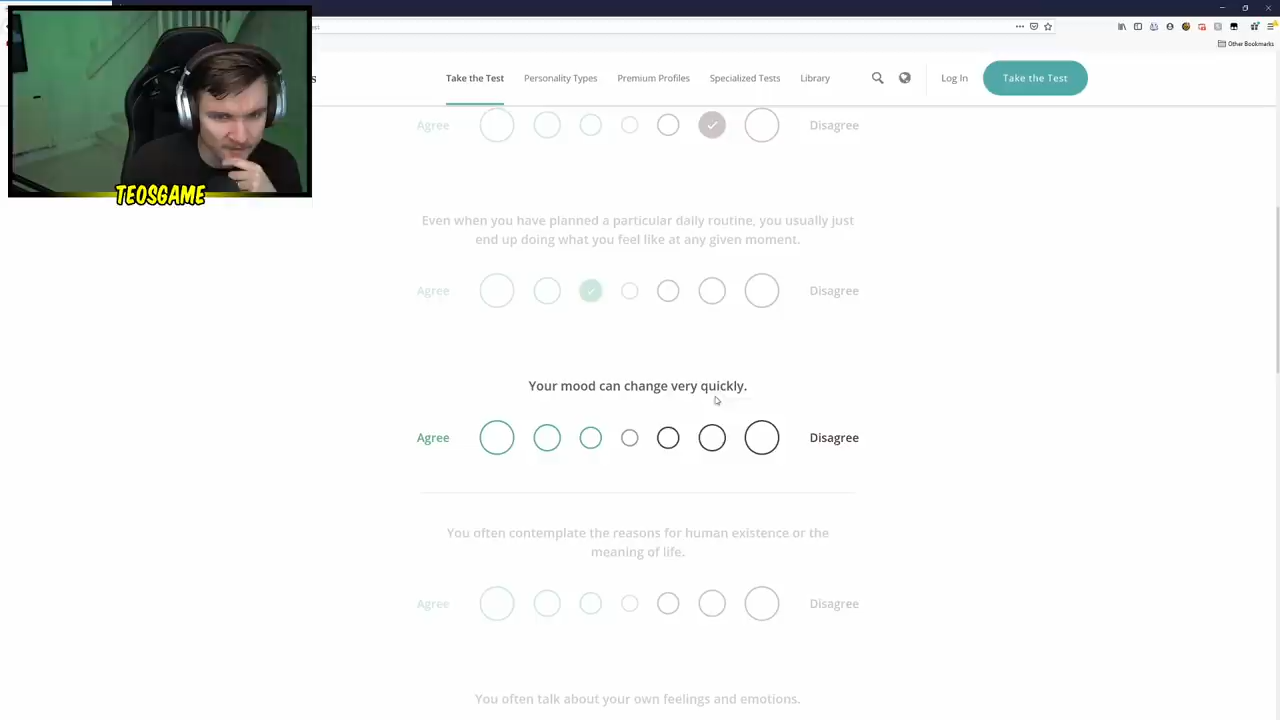 Other Bookmarks
Take the Test
Personality Types
Premium Profiles
Specialized Tests
Library
Log In
Take the Test
Agree
Disagree
TEOSGAME
Even when you have planned a particular daily routine, you usually just
end up doing what you feel like at any given moment.
Agree
Disagree
Your mood can change very quickly.
Agree
Disagree
You often contemplate the reasons for human existence or the
meaning of life.
Agree
Disagree
You often talk about your own feelings and emotions.